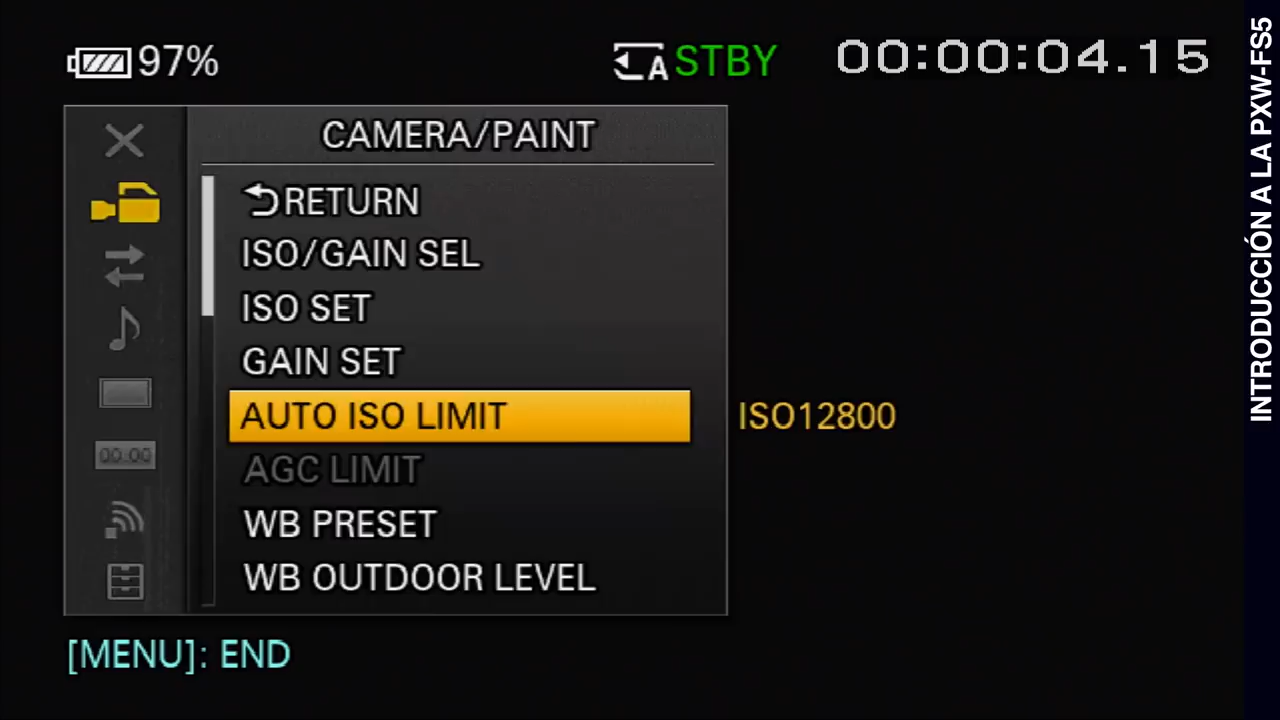 97%
A STBY
00:00:04.15
CAMERA/PAINT
RETURN
ISO/GAIN SEL
ISO SET
GAIN SET
AUTO ISO LIMIT
ISO12800
AGC LIMIT
WB PRESET
WB OUTDOOR LEVEL
00:00
[MENU]: END
INTRODUCCIÓN A LA PXW-FS5